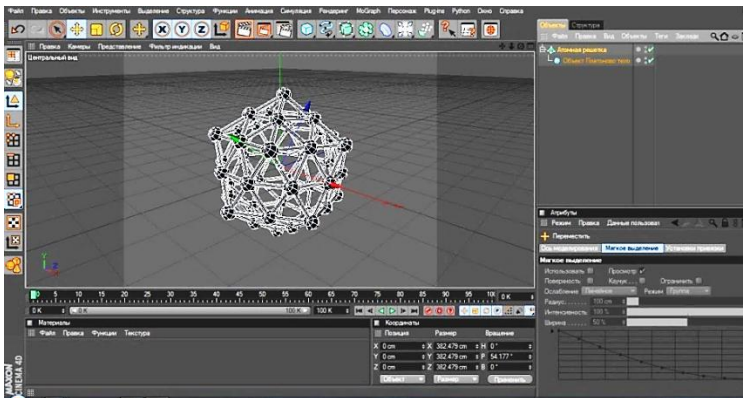 Файл Правка Объекты Инструменты Выделение Структура Функции Анимация Симуляция Рендеринг MoGraph Персонаж Plugins Python Окно Справка
Правка Камеры Представление Фильтр индикации Вид
Центральный вид
Объекты Структура
Файл Правка Вид Объекты Теги Закладк
Атомная решетка
Объект Платоново тело
Атрибуты
Режим Правка Данные пользоват
Переместить
Ось моделирования Мягкое выделение Установки привязки
Мягкое выделение
Использовать Просмотр
Поверхность Каучук Ограничить
Ослабление Линейное Режим Группа
Радиус 100 cm
Интенсивность 100 %
Ширина 50 %
0 5 10 15 20 25 30 35 40 45 50 55 60 65 70 75 80 85 90 95 100 0 K
0 K 0 K 100 K 100 K
Материалы
Файл Правка Функции Текстура
Координаты
Позиция Размер Вращение
X 0 cm X 382.479 cm H 0 °
Y 0 cm Y 382.479 cm P 54.177 °
Z 0 cm Z 382.479 cm B 0 °
Объект Размер Применить
MAXON
CINEMA 4D